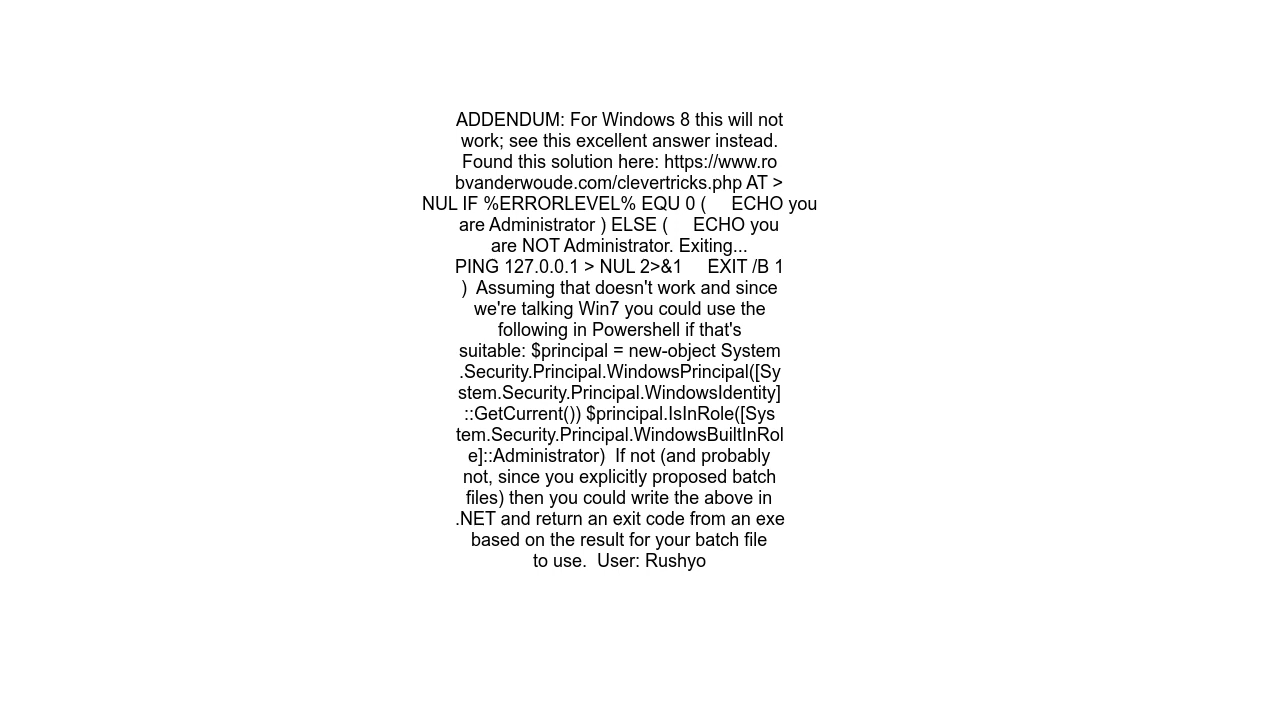 ADDENDUM: For Windows 8 this will not
work; see this excellent answer instead.
Found this solution here: https://www.ro
bvanderwoude.com/clevertricks.php AT >
NUL IF %ERRORLEVEL% EQU 0 (     ECHO you
are Administrator ) ELSE (     ECHO you
are NOT Administrator. Exiting...
PING 127.0.0.1 > NUL 2>&1     EXIT /B 1
)  Assuming that doesn't work and since
we're talking Win7 you could use the
following in Powershell if that's
suitable: $principal = new-object System
.Security.Principal.WindowsPrincipal([Sy
stem.Security.Principal.WindowsIdentity]
::GetCurrent()) $principal.IsInRole([Sys
tem.Security.Principal.WindowsBuiltInRol
e]::Administrator)  If not (and probably
not, since you explicitly proposed batch
files) then you could write the above in
.NET and return an exit code from an exe
based on the result for your batch file
to use.  User: Rushyo